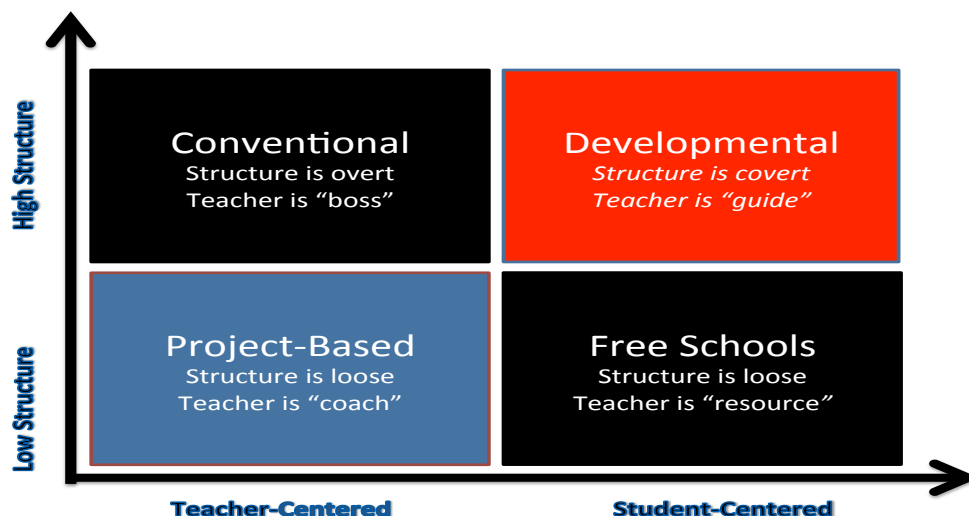 High Structure
Conventional
Structure is overt
Teacher is “boss”
Developmental
Structure is covert
Teacher is “guide”
Low Structure
Project-Based
Structure is loose
Teacher is “coach”
Free Schools
Structure is loose
Teacher is “resource”
Teacher-Centered
Student-Centered